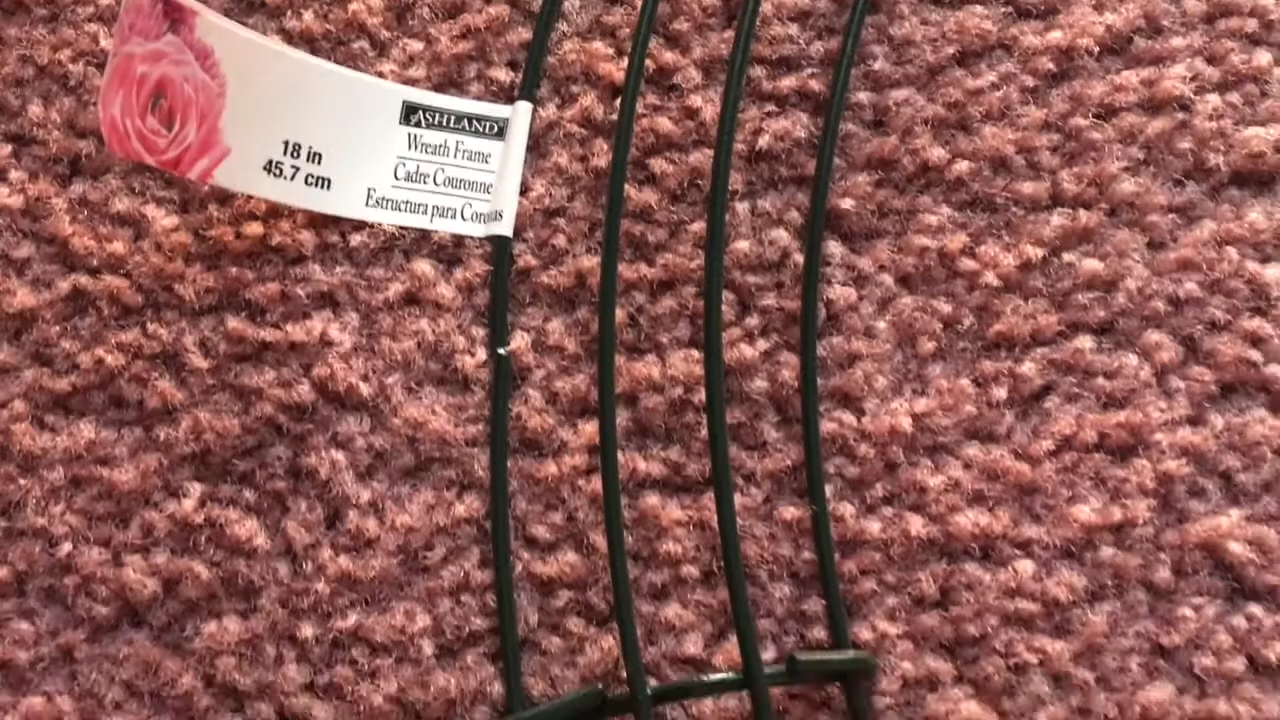 18 in
45.7 cm
ASHLAND®
Wreath Frame
Cadre Couronne
Estructura para Coronas